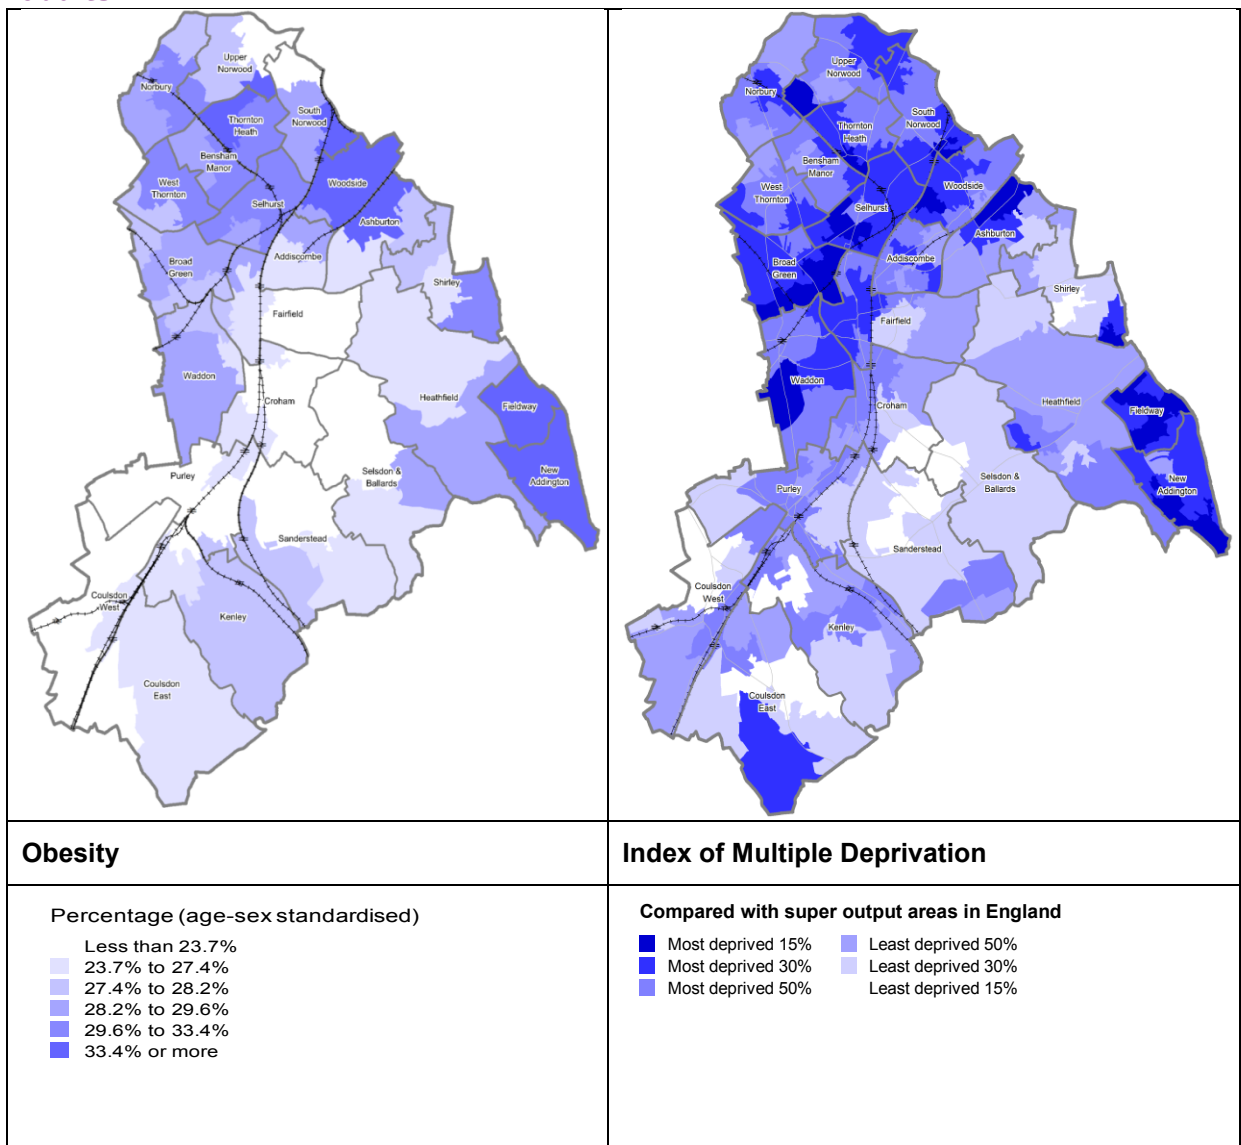 Upper
Norwood
Norbury
South
Norwood
Thornton
Heath
Bensham
Manor
West
Thornton
Woodside
Selhurst
Ashburton
Addiscombe
Broad
Green
Shirley
Fairfield
Waddon
Croham
Heathfield
Fieldway
Purley
Selsdon &
Ballards
New
Addington
Sanderstead
Coulsdon
West
Kenley
Coulsdon
East
Upper
Norwood
Norbury
South
Norwood
Thornton
Heath
Bensham
Manor
West
Thornton
Woodside
Selhurst
Ashburton
Addiscombe
Broad
Green
Shirley
Fairfield
Waddon
Croham
Heathfield
Fieldway
Purley
Selsdon &
Ballards
New
Addington
Sanderstead
Coulsdon
West
Kenley
Coulsdon
East
Obesity
Index of Multiple Deprivation
Percentage (age-sex standardised)
Less than 23.7%
23.7% to 27.4%
27.4% to 28.2%
28.2% to 29.6%
29.6% to 33.4%
33.4% or more
Compared with super output areas in England
Most deprived 15%
Most deprived 30%
Most deprived 50%
Least deprived 50%
Least deprived 30%
Least deprived 15%